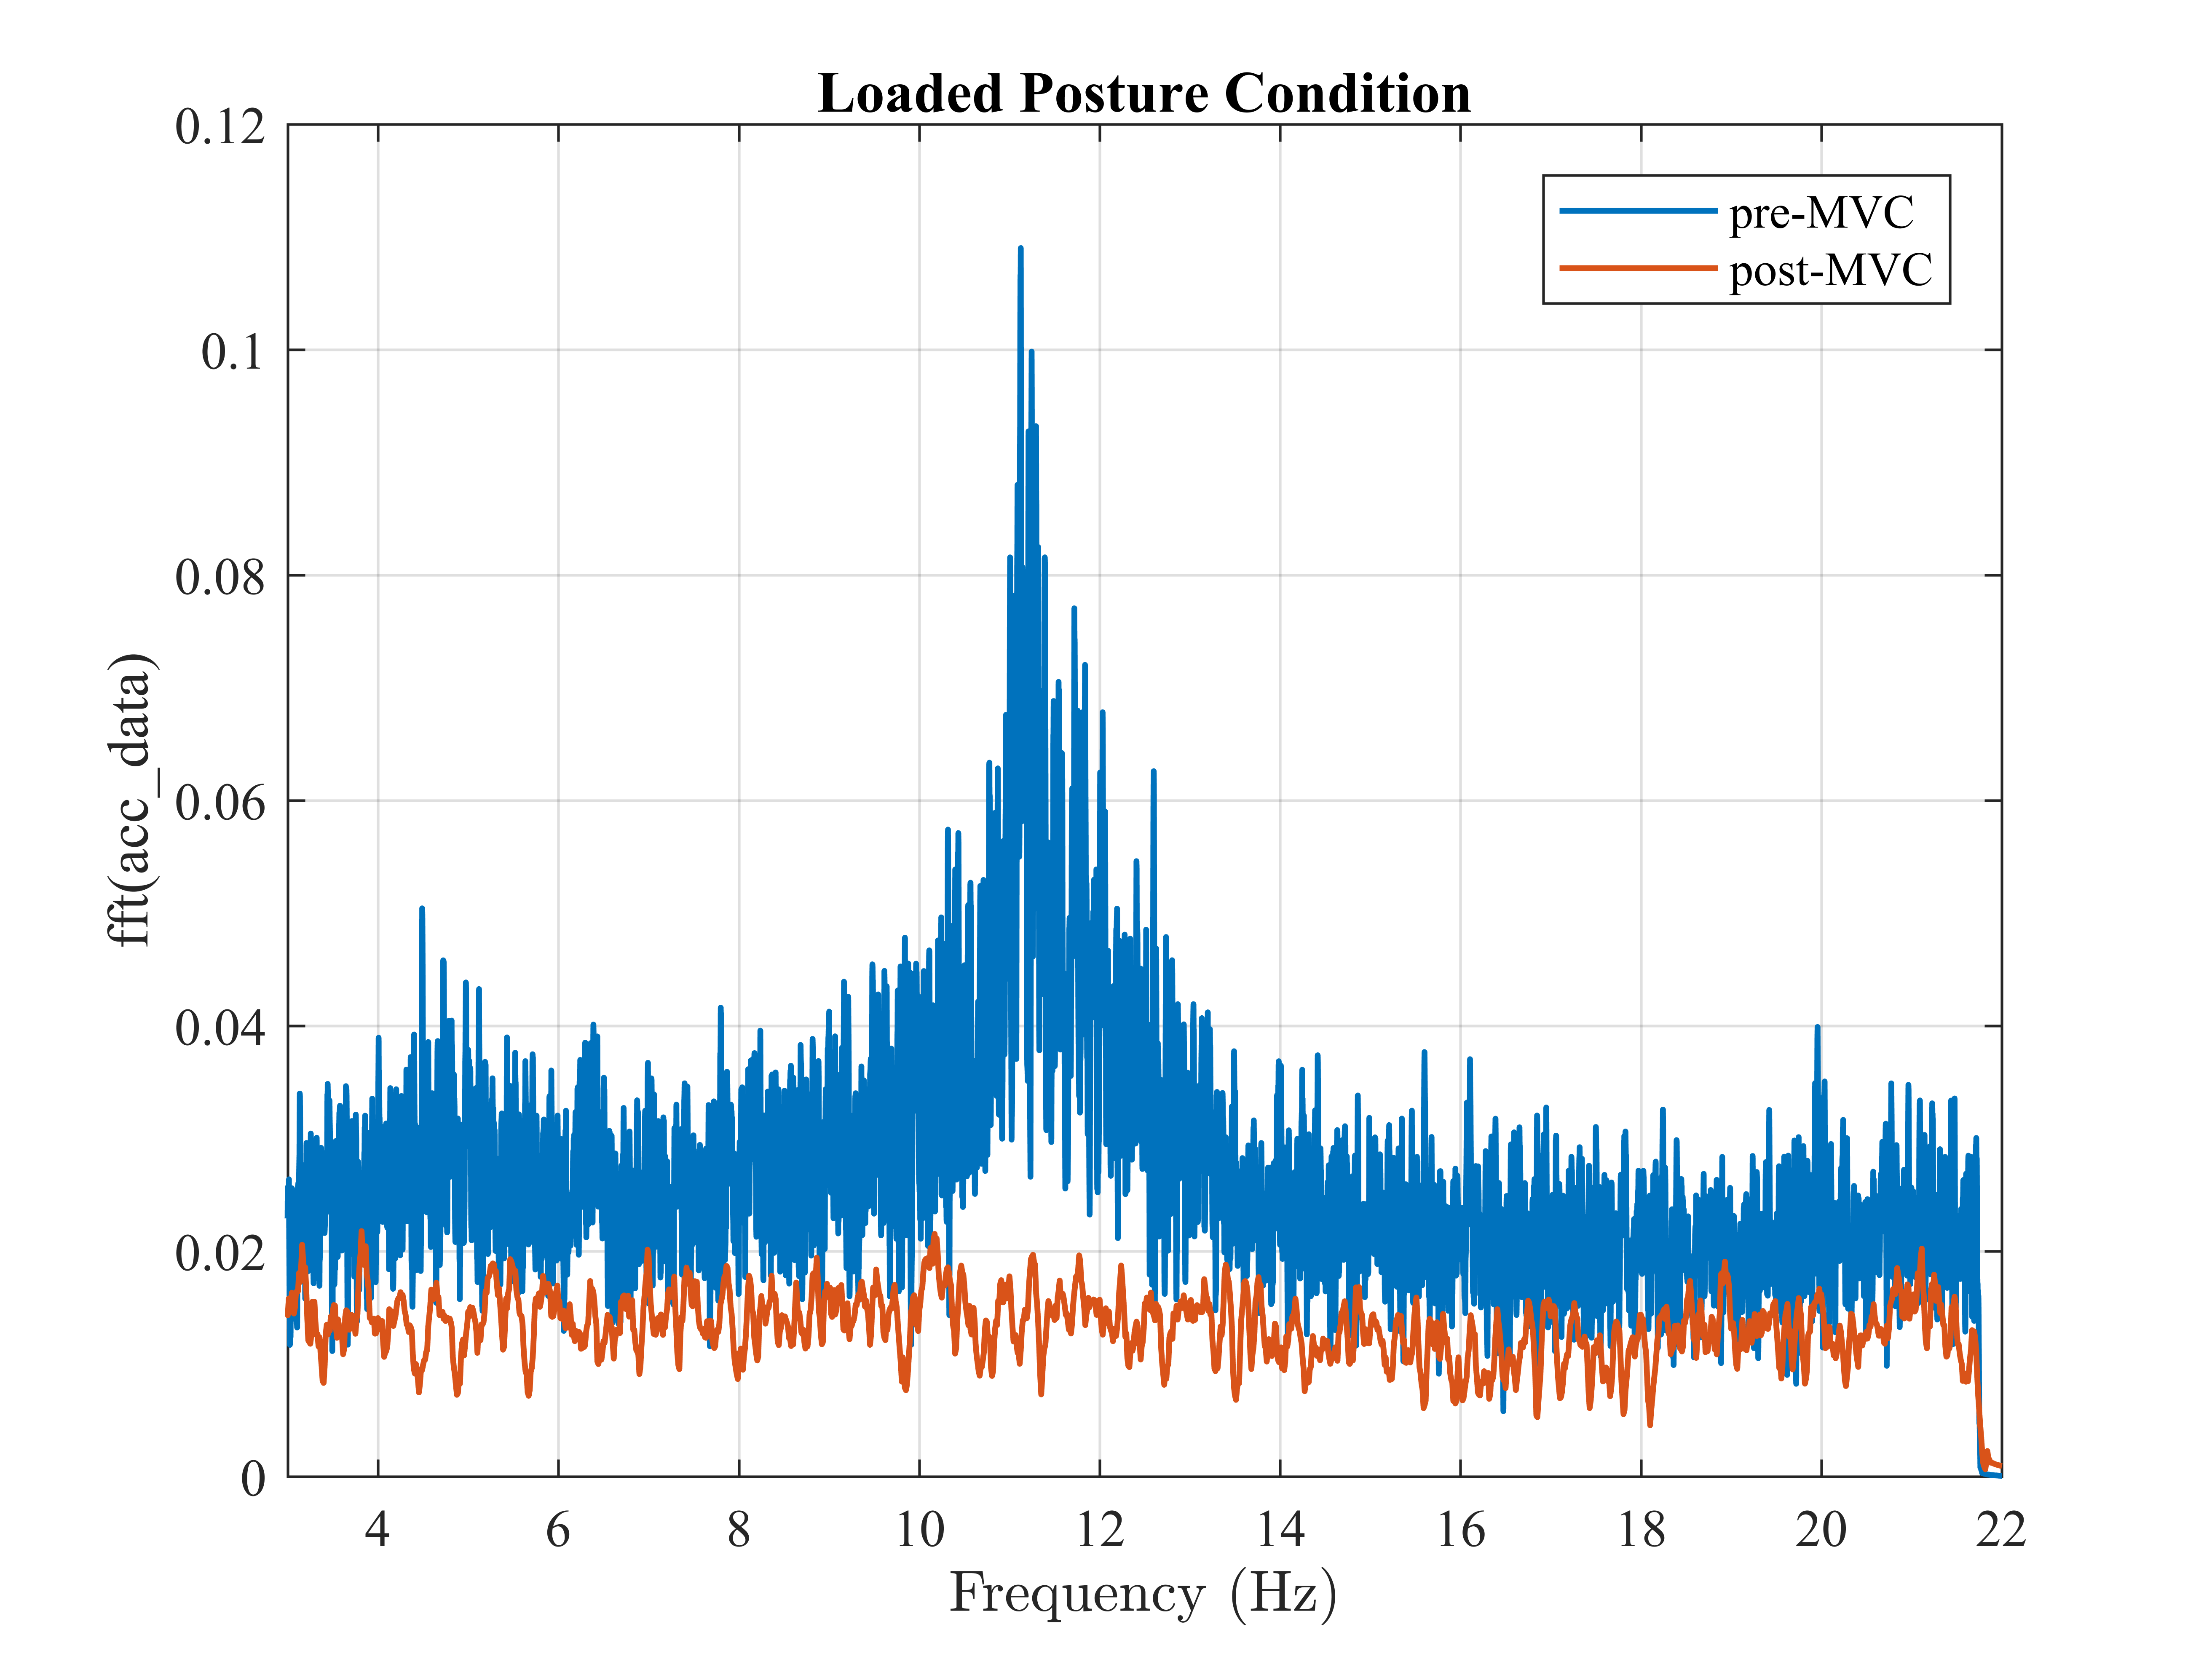 Loaded Posture Condition
pre-MVC
post-MVC
0.12
0.1
0.08
0.06
0.04
0.02
0
fft(acc_data)
4 6 8 10 12 14 16 18 20 22
Frequency (Hz)